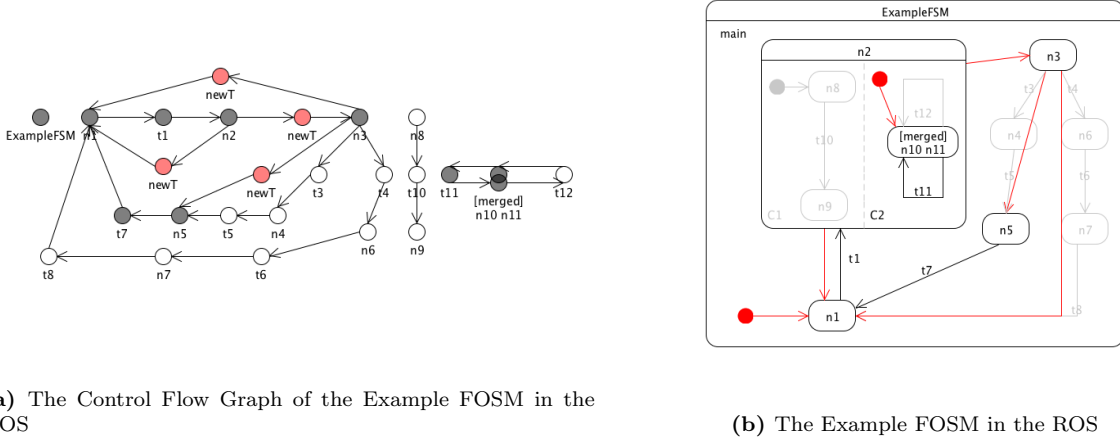 ExampleFSM
main
n2
n3
newT
n8
t3
t4
ExampleFSM
n1
t1
n2
newT
n3
n8
t12
[merged]
n10 n11
n4
n6
t10
newT
newT
t3
t4
t10
t11
t12
t5
t6
t11
[merged]
n10 n11
n9
C1
C2
t7
n5
t5
n4
n5
n7
n6
n9
t8
n7
t6
t1
t7
n1
t8
a) The Control Flow Graph of the Example FOSM in the
OS
(b) The Example FOSM in the ROS